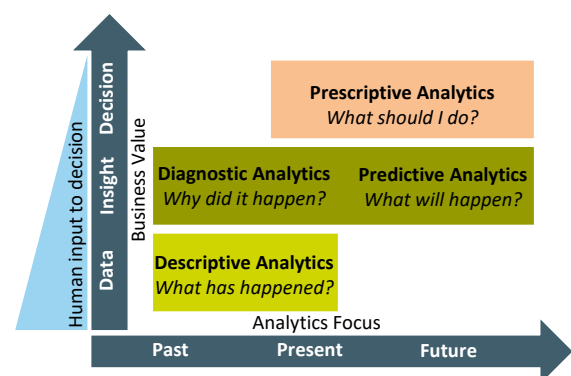 Human input to decision
Decision
Insight
Data
Business Value
Prescriptive Analytics
What should I do?
Diagnostic Analytics
Why did it happen?
Predictive Analytics
What will happen?
Descriptive Analytics
What has happened?
Analytics Focus
Past
Present
Future